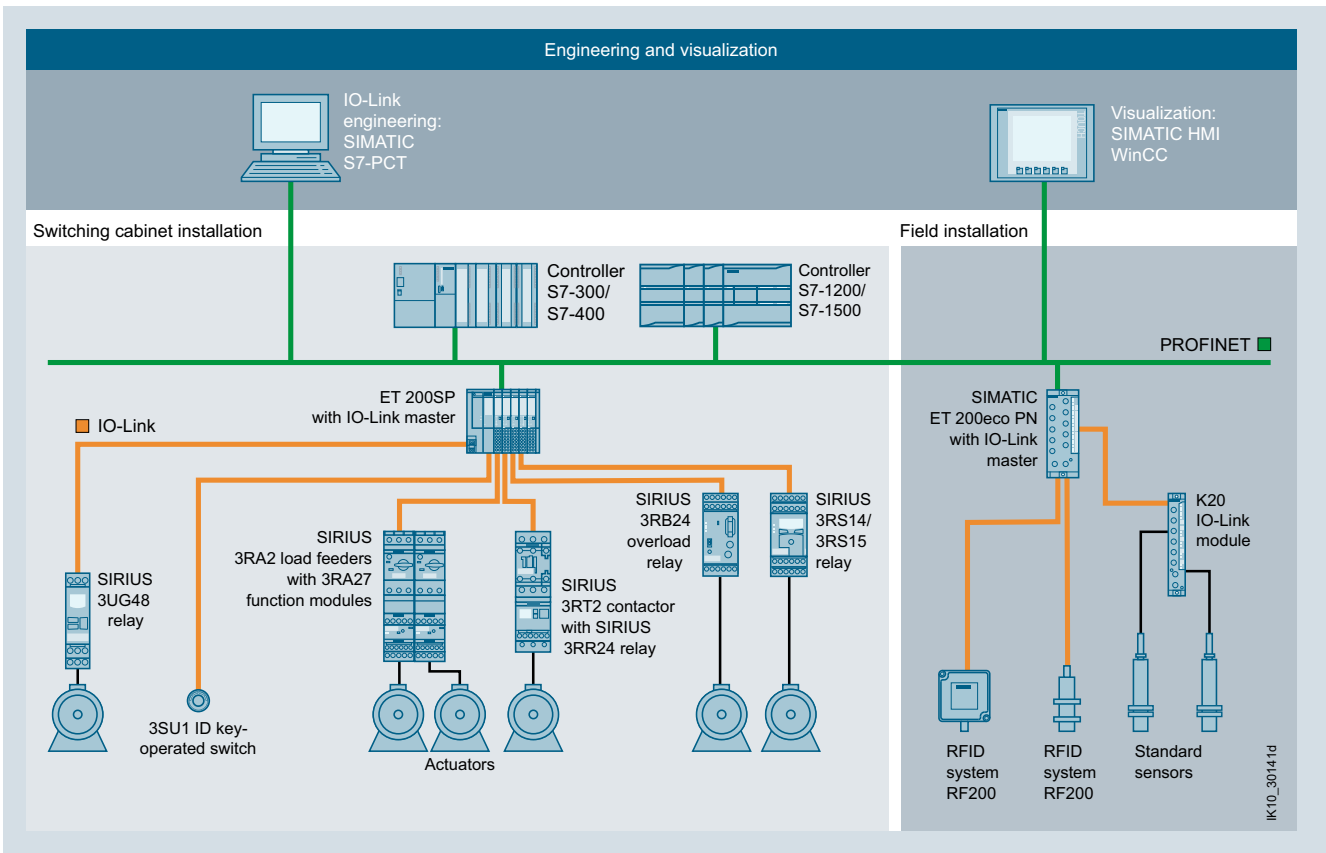 Engineering and visualization
IO-Link
engineering:
SIMATIC
S7-PCT
Visualization:
SIMATIC HMI
WinCC
Switching cabinet installation
Field installation
Controller
S7-300/
S7-400
Controller
S7-1200/
S7-1500
PROFINET
ET 200SP
with IO-Link master
SIMATIC
ET 200eco PN
with IO-Link
master
IO-Link
SIRIUS
3UG48
relay
3SU1 ID key-
operated switch
SIRIUS
3RA2 load feeders
with 3RA27
function modules
SIRIUS
3RT2 contactor
with SIRIUS
3RR24 relay
SIRIUS
3RB24
overload
relay
SIRIUS
3RS14/
3RS15
relay
K20
IO-Link
module
Actuators
RFID
system
RF200
RFID
system
RF200
Standard
sensors
IK10_30141d